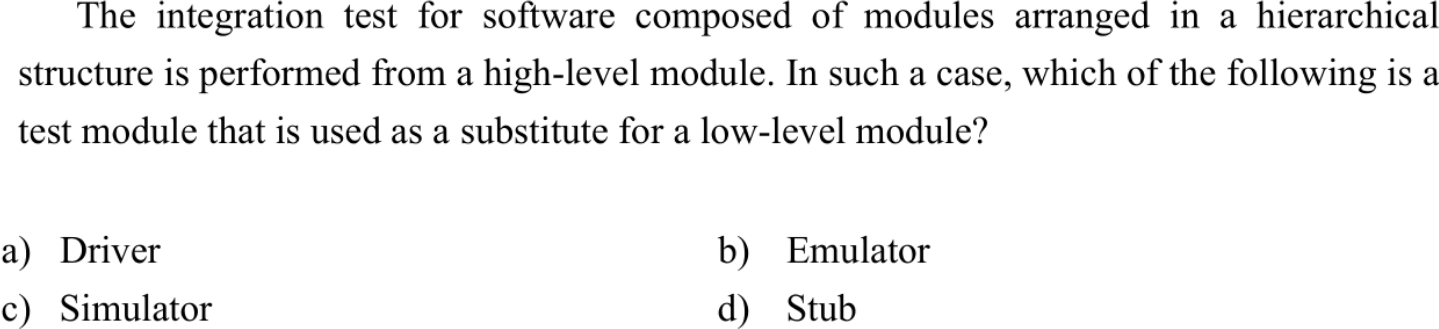 The integration test for software composed of modules arranged in a hierarchical
structure is performed from a high-level module. In such a case, which of the following is a
test module that is used as a substitute for a low-level module?
a) Driver b) Emulator
c) Simulator d) Stub